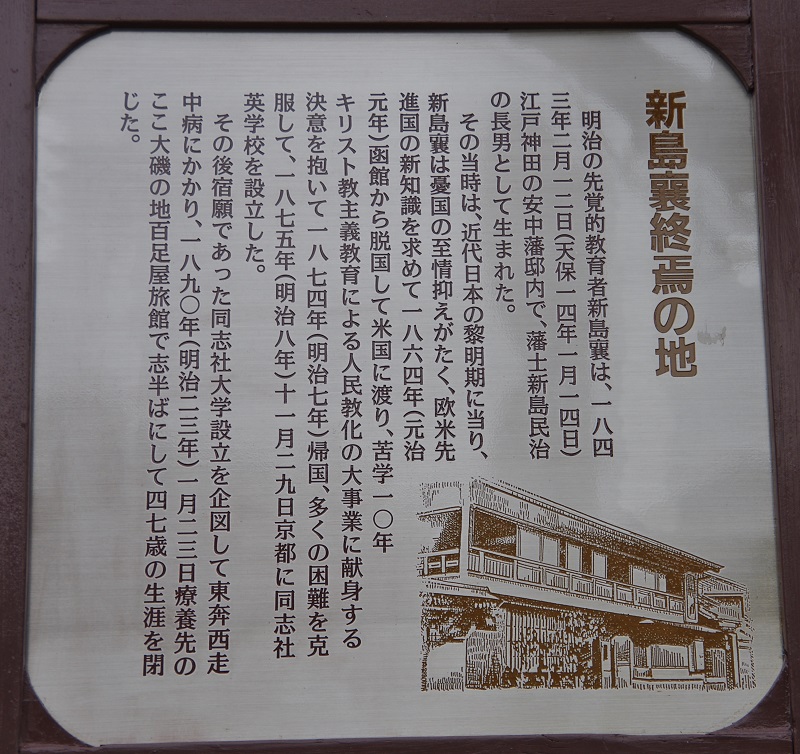 新島襄終焉の地
明治の先覚的教育者新島襄は、一八四
三年二月一二日(天保一四年一月一四日)
江戸神田の安中藩邸内で、藩士新島民治
の長男として生まれた。
その当時は、近代日本の黎明期に当り、
新島襄は憂国の至情抑えがたく、欧米先
進国の新知識を求めて一八六四年(元治
元年)函館から脱国して米国に渡り、苦学一〇年
キリスト教主義教育による人民教化の大事業に献身する
決意を抱いて一八七四年(明治七年)帰国、多くの困難を克
服して、一八七五年(明治八年)十一月二九日京都に同志社
英学校を設立した。
その後宿願であった同志社大学設立を企図して東奔西走
中病にかかり、一八九〇年(明治二三年)一月二三日療養先の
ここ大磯の地百足屋旅館で志半ばにして四七歳の生涯を閉
じた。